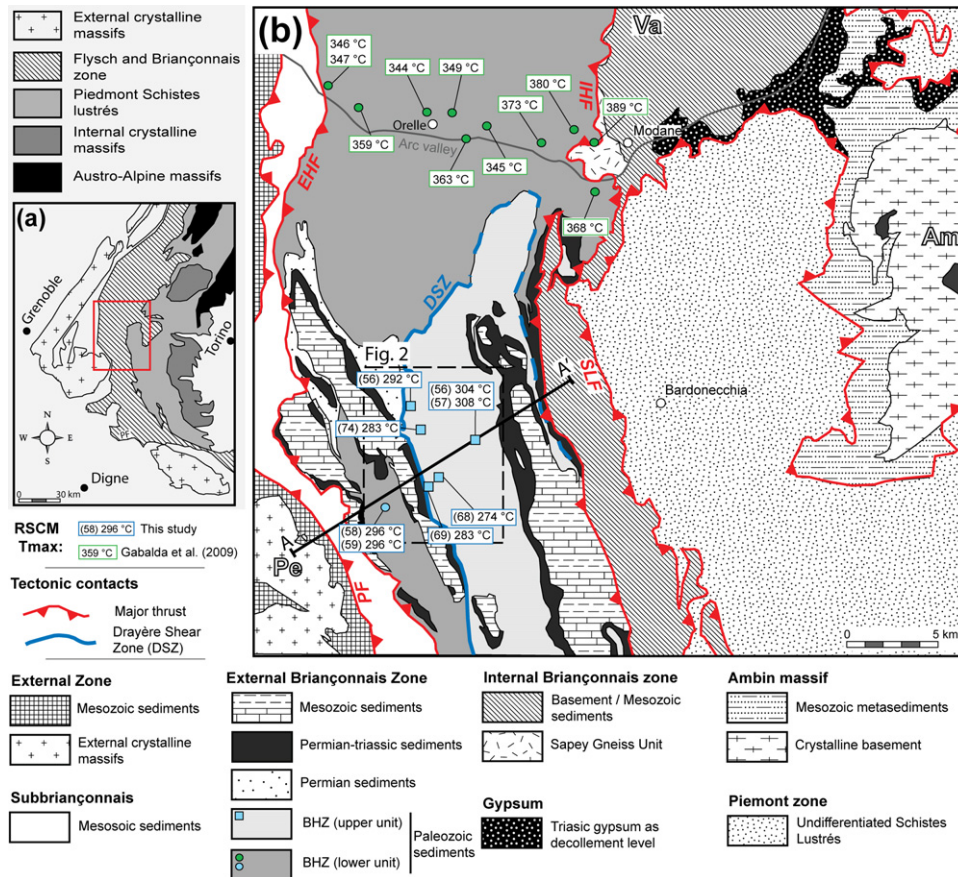 External crystalline
massifs
Flysch and Briançonnais
zone
Piedmont Schistes
lustrés
Internal crystalline
massifs
Austro-Alpine massifs
(a)
Grenoble
Torino
N
W
E
S
PF
Digne
0
30 km
RSCM
Tmax:
(58) 296 °C
This study
359 °C
Gabalda et al. (2009)
Tectonic contacts
Major thrust
Drayère Shear
Zone (DSZ)
(b)
Va
346 °C
347 °C
344 °C
349 °C
380 °C
373 °C
389 °C
IHF
Orelle
Modane
359 °C
Arc valley
345 °C
363 °C
EHF
368 °C
Am
DSZ
SLF
Fig. 2
A'
(56) 292 °C
(56) 304 °C
(57) 308 °C
Bardonecchia
(74) 283 °C
(68) 274 °C
(58) 296 °C
(59) 296 °C
(69) 283 °C
A
Pe
PF
0
5 km
External Zone
Mesozoic sediments
External crystalline
massifs
Subbriançonnais
Mesosoic sediments
External Briançonnais Zone
Mesozoic sediments
Permian-triassic sediments
Permian sediments
BHZ (upper unit)
BHZ (lower unit)
Paleozoic
sediments
Internal Briançonnais zone
Basement / Mesozoic
sediments
Sapey Gneiss Unit
Gypsum
Triasic gypsum as
decollement level
Ambin massif
Mesozoic metasediments
Crystalline basement
Piemont zone
Undifferentiated Schistes
Lustrés